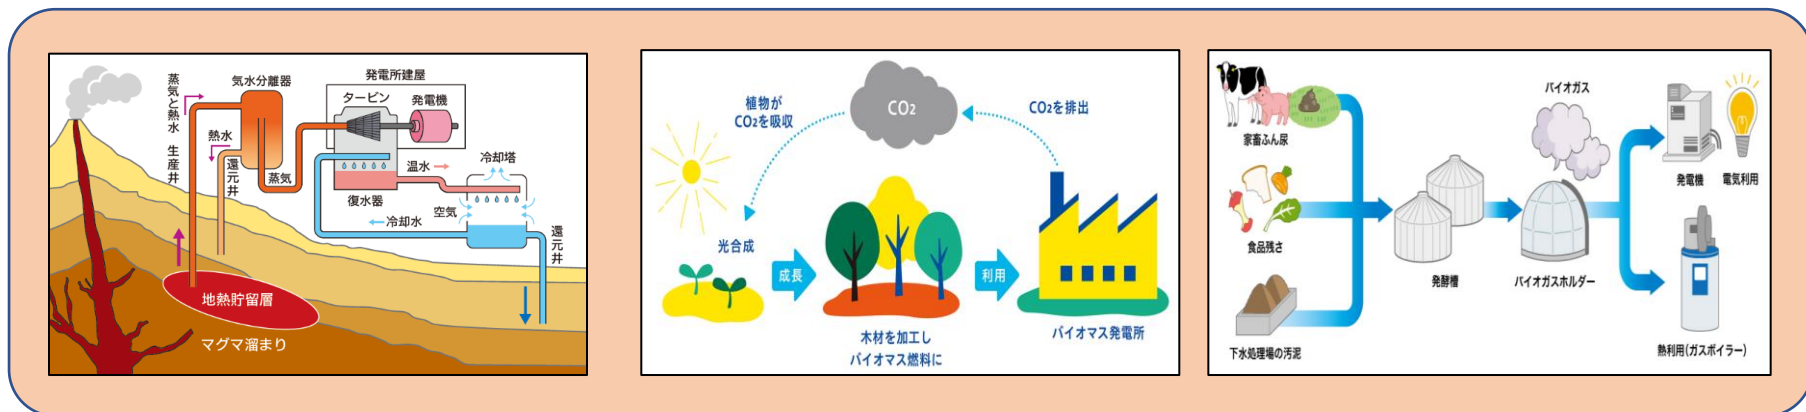 蒸気と熱水
生産井
気水分離器
熱水
還元井
蒸気
発電所建屋
タービン
発電機
温水
復水器
冷却塔
空気
冷却水
還元井
地熱貯留層
マグマ溜まり
植物が
CO₂を吸収
CO₂
CO₂を排出
光合成
成長
利用
木材を加工し
バイオマス燃料に
バイオマス発電所
家畜ふん尿
食品残さ
下水処理場の汚泥
発酵槽
バイオガス
バイオガスホルダー
発電機
電気利用
熱利用(ガスボイラー)